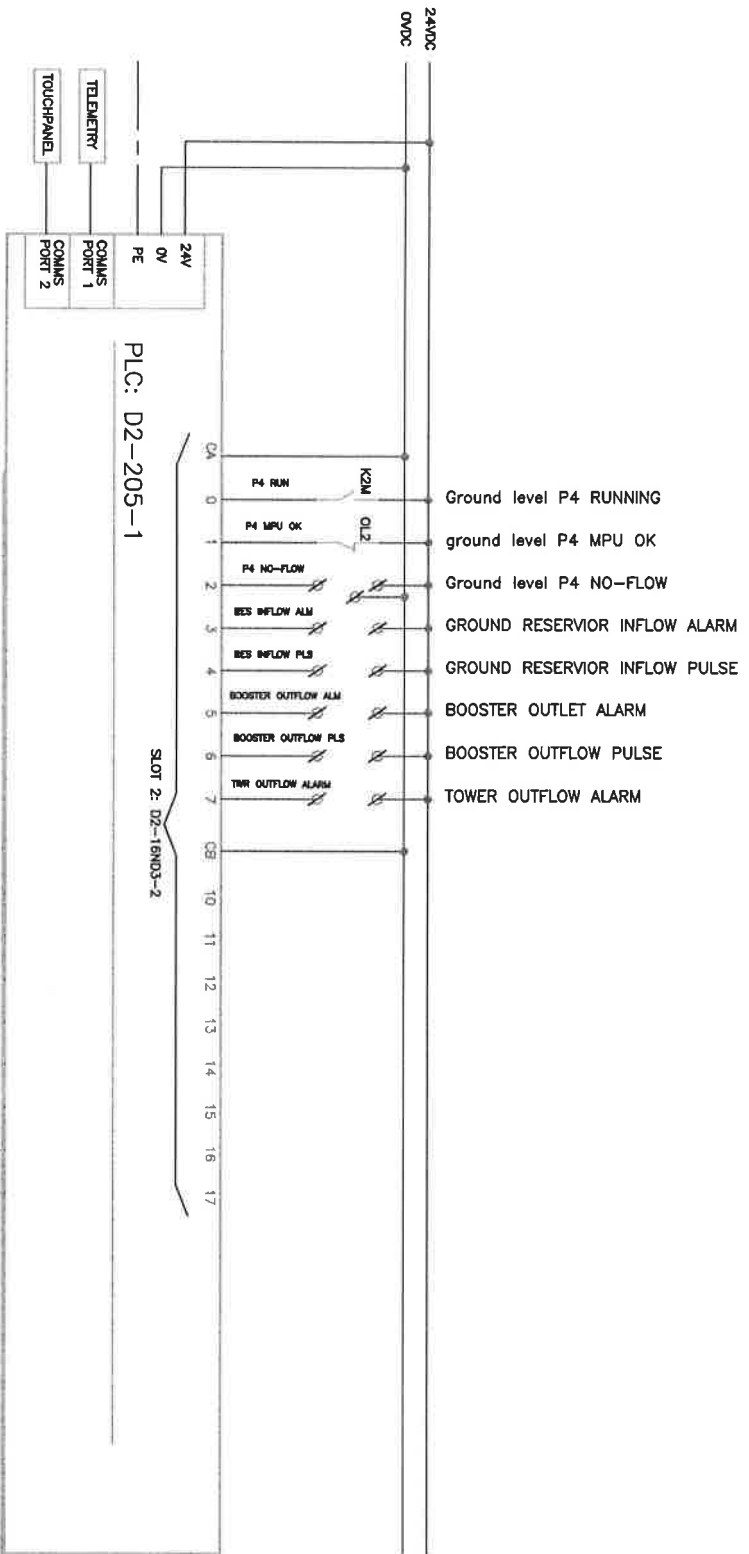 24VDC
0VDC
TELEMETRY
TOUCHPANEL
24V
0V
PE
COMMS
PORT 1
COMMS
PORT 2
PLC: D2-205-1
SLOT 2: D2-16ND3-2
CA
0
1
2
3
4
5
6
7
CB
10
11
12
13
14
15
16
17
P4 RUN
K2M
Ground level P4 RUNNING
P4 MPU OK
OL2
ground level P4 MPU OK
P4 NO-FLOW
Ground level P4 NO-FLOW
RES INFLOW ALM
GROUND RESERVIOR INFLOW ALARM
RES INFLOW PLS
GROUND RESERVIOR INFLOW PULSE
BOOSTER OUTFLOW ALM
BOOSTER OUTLET ALARM
BOOSTER OUTFLOW PLS
BOOSTER OUTFLOW PULSE
TWR OUTFLOW ALARM
TOWER OUTFLOW ALARM